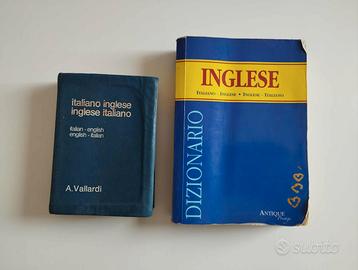 italiano inglese
inglese italiano
italian - english
english - italian
A.Vallardi
DIZIONARIO
INGLESE
ITALIANO - INGLESE • INGLESE - ITALIANO
ANTIQUE
subito